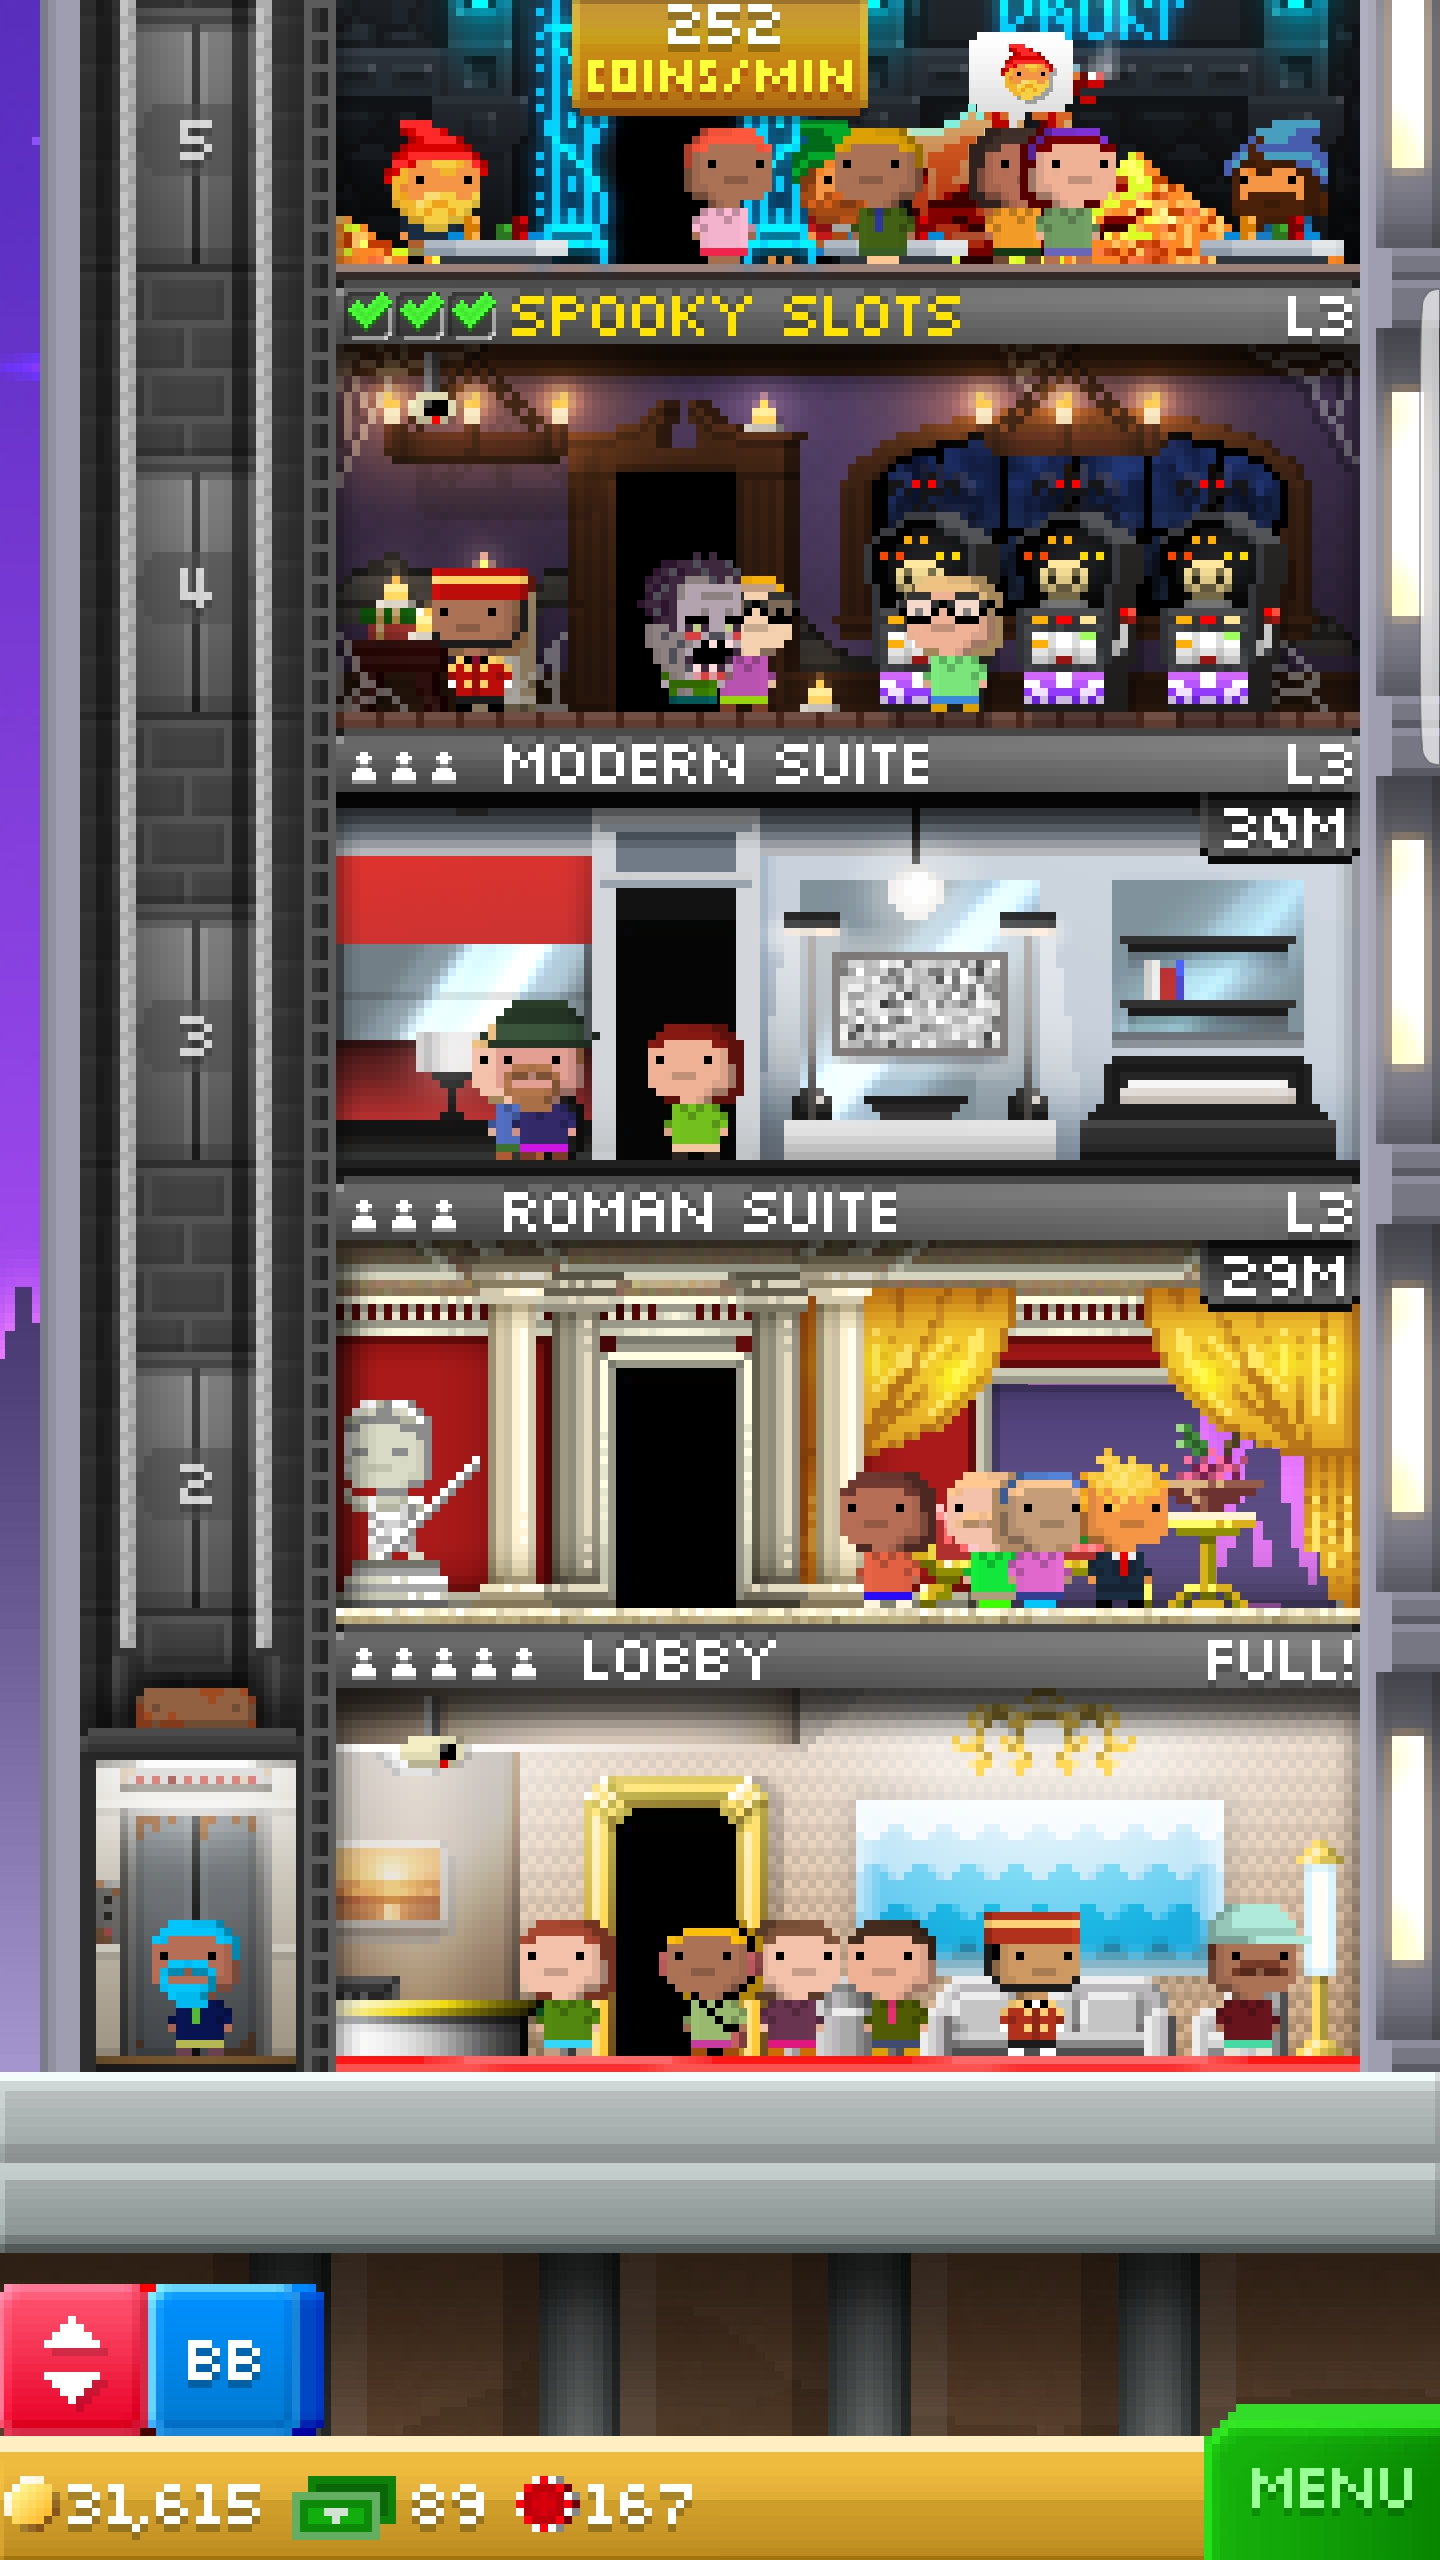 252
COINS/MIN
5
SPOOKY SLOTS L3
4
MODERN SUITE L3
30M
3
ROMAN SUITE L3
29M
2
LOBBY FULL!
BB
31,615 89 167
MENU